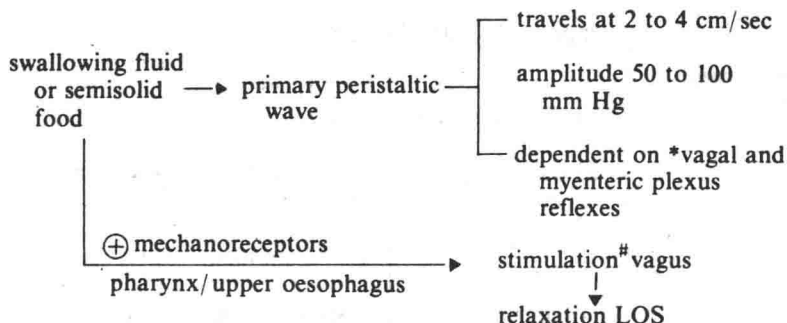 travels at 2 to 4 cm/sec
swallowing fluid
or semisolid
food
primary peristaltic
wave
amplitude 50 to 100
mm Hg
dependent on *vagal and
myenteric plexus
reflexes
⊕ mechanoreceptors
pharynx/upper oesophagus
stimulation# vagus
relaxation LOS